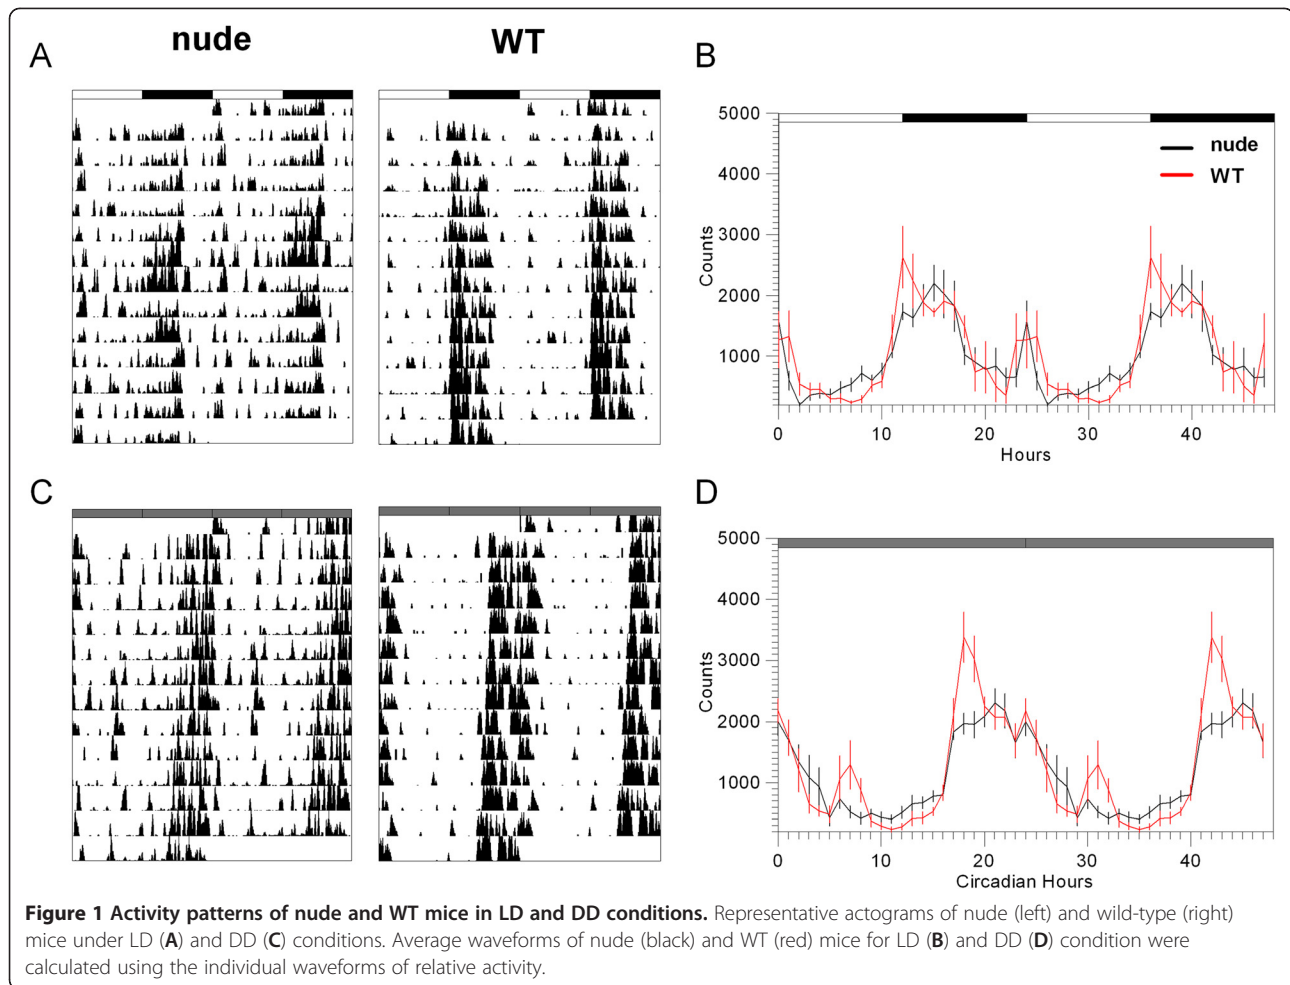 nude WT
A B
5000
4000
3000
2000
1000
Counts
nude
WT
0 10 20 30 40
Hours
C D
5000
4000
3000
2000
1000
Counts
0 10 20 30 40
Circadian Hours
Figure 1 Activity patterns of nude and WT mice in LD and DD conditions. Representative actograms of nude (left) and wild-type (right)
mice under LD (A) and DD (C) conditions. Average waveforms of nude (black) and WT (red) mice for LD (B) and DD (D) condition were
calculated using the individual waveforms of relative activity.